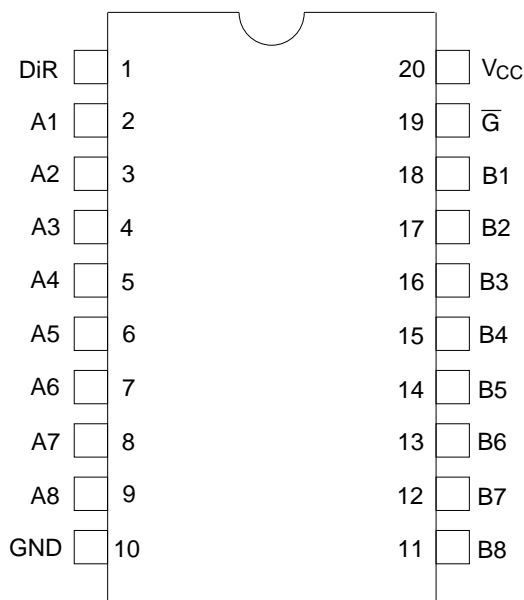 DiR 1 20 VCC
A1 2 19 G̅
A2 3 18 B1
A3 4 17 B2
A4 5 16 B3
A5 6 15 B4
A6 7 14 B5
A7 8 13 B6
A8 9 12 B7
GND 10 11 B8